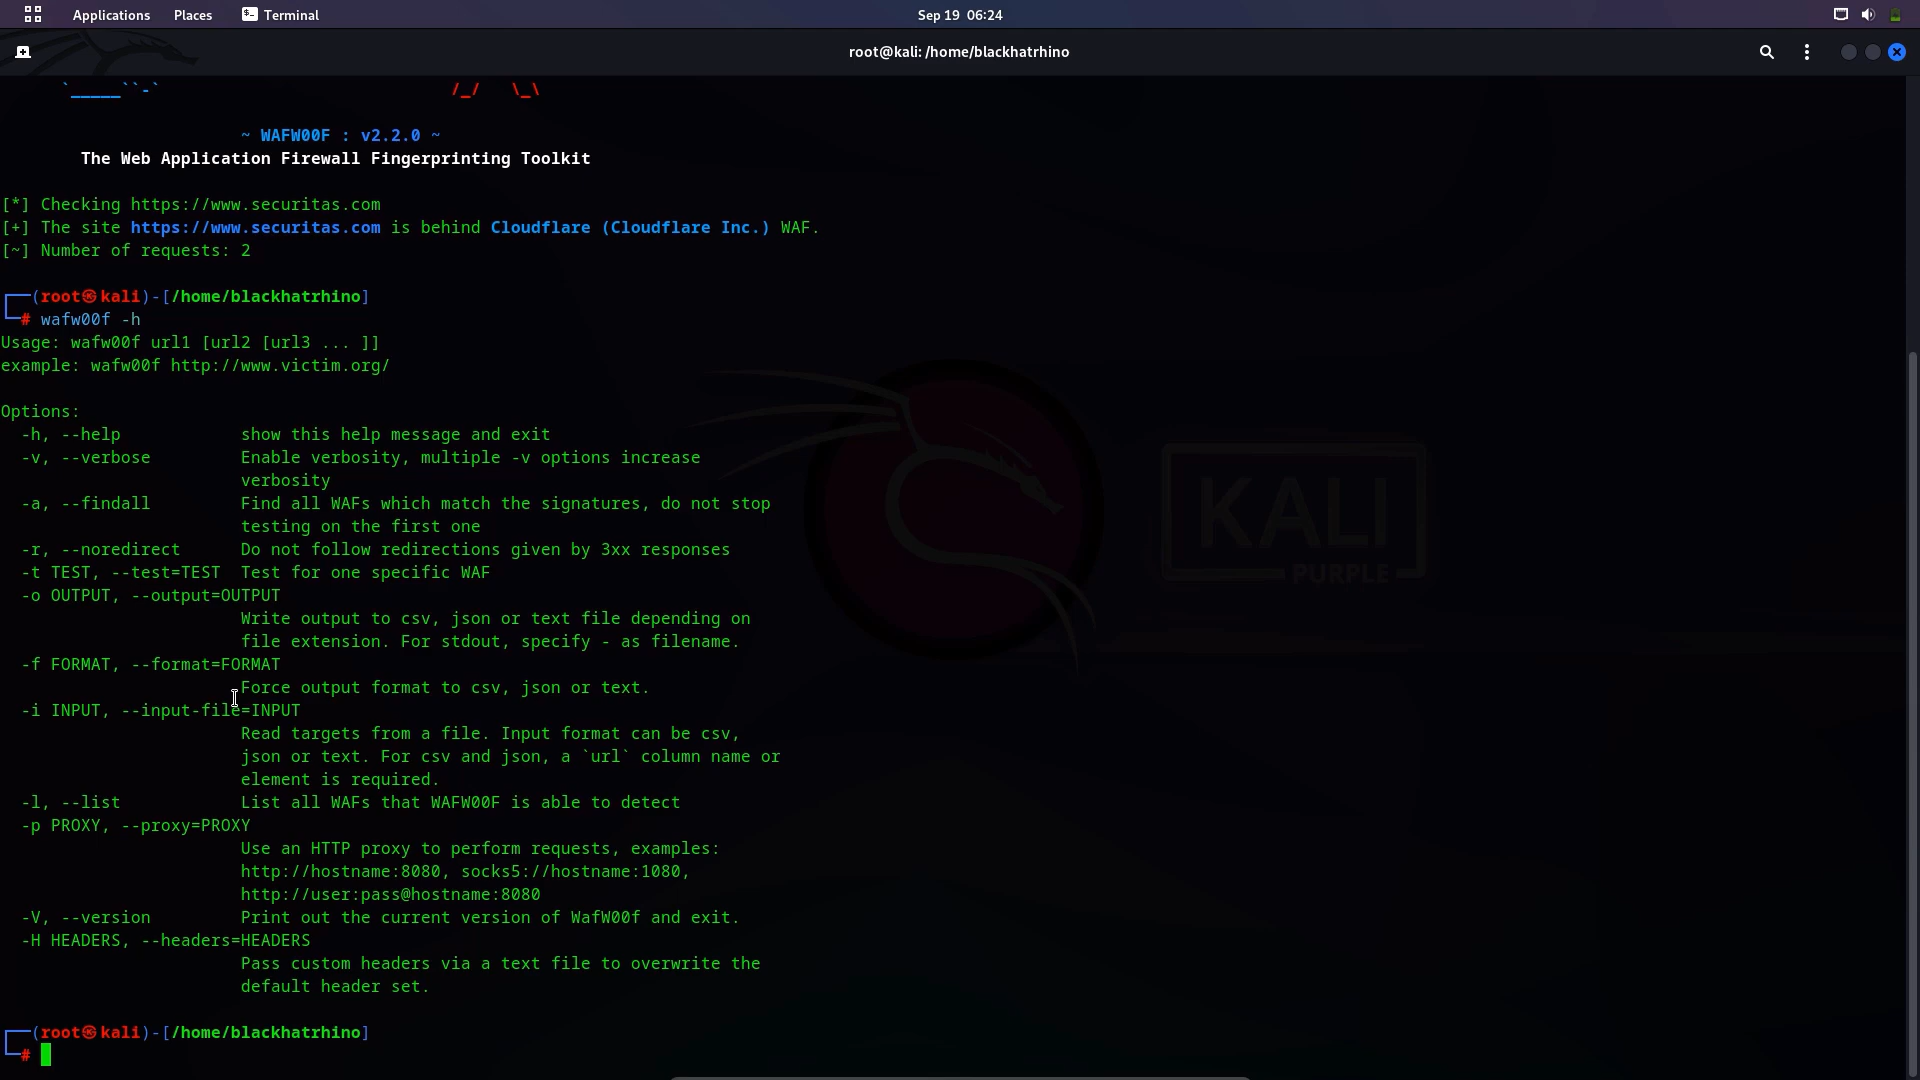 Applications Places Terminal Sep 19 06:24
root@kali: /home/blackhatrhino
`_____``-` /_/ \_\
~ WAFW00F : v2.2.0 ~
The Web Application Firewall Fingerprinting Toolkit
[*] Checking https://www.securitas.com
[+] The site https://www.securitas.com is behind Cloudflare (Cloudflare Inc.) WAF.
[~] Number of requests: 2
┌──(root㉿kali)-[/home/blackhatrhino]
└─# wafw00f -h
Usage: wafw00f url1 [url2 [url3 ... ]]
example: wafw00f http://www.victim.org/
Options:
-h, --help show this help message and exit
-v, --verbose Enable verbosity, multiple -v options increase
verbosity
-a, --findall Find all WAFs which match the signatures, do not stop
testing on the first one
-r, --noredirect Do not follow redirections given by 3xx responses
-t TEST, --test=TEST Test for one specific WAF
-o OUTPUT, --output=OUTPUT
Write output to csv, json or text file depending on
file extension. For stdout, specify - as filename.
-f FORMAT, --format=FORMAT
Force output format to csv, json or text.
-i INPUT, --input-file=INPUT
Read targets from a file. Input format can be csv,
json or text. For csv and json, a `url` column name or
element is required.
-l, --list List all WAFs that WAFW00F is able to detect
-p PROXY, --proxy=PROXY
Use an HTTP proxy to perform requests, examples:
http://hostname:8080, socks5://hostname:1080,
http://user:pass@hostname:8080
-V, --version Print out the current version of WafW00f and exit.
-H HEADERS, --headers=HEADERS
Pass custom headers via a text file to overwrite the
default header set.
┌──(root㉿kali)-[/home/blackhatrhino]
└─#
KALI
PURPLE